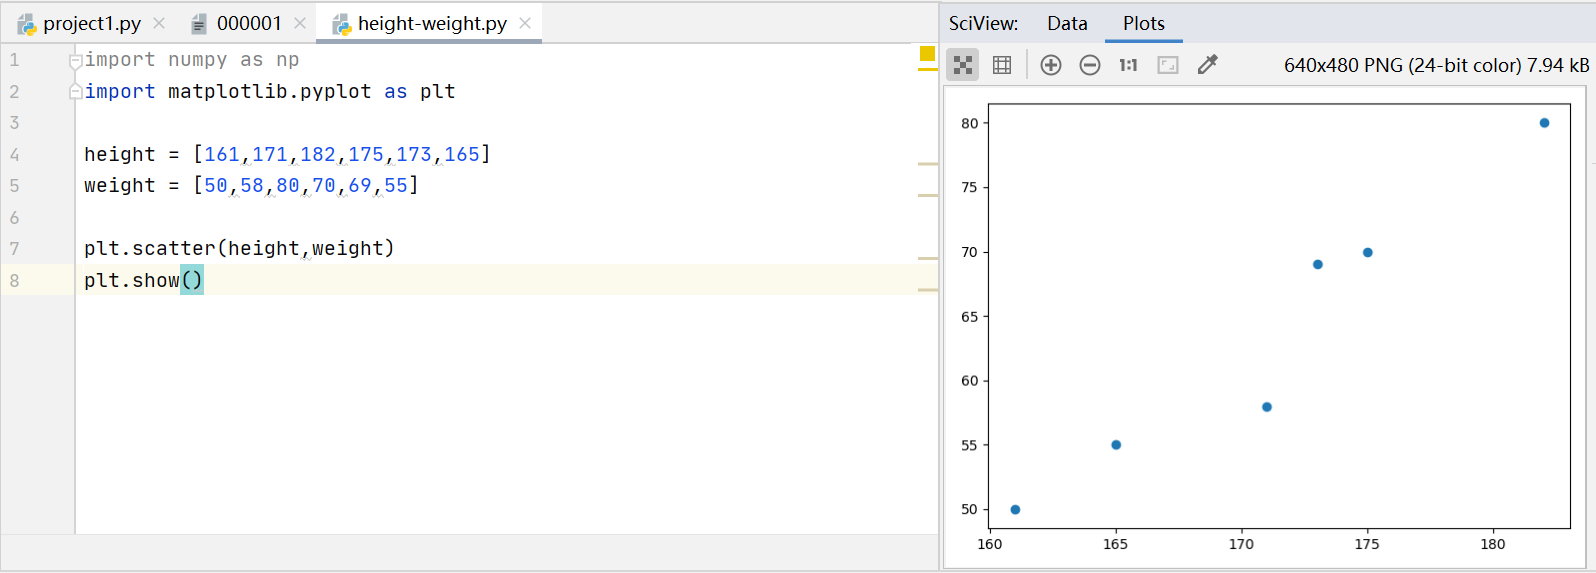 project1.py
000001
height-weight.py
SciView:
Data
Plots
640x480 PNG (24-bit color) 7.94 kB
1:1
1 import numpy as np
2 import matplotlib.pyplot as plt
3
4 height = [161,171,182,175,173,165]
5 weight = [50,58,80,70,69,55]
6
7 plt.scatter(height,weight)
8 plt.show()
80
75
70
65
60
55
50
160 165 170 175 180